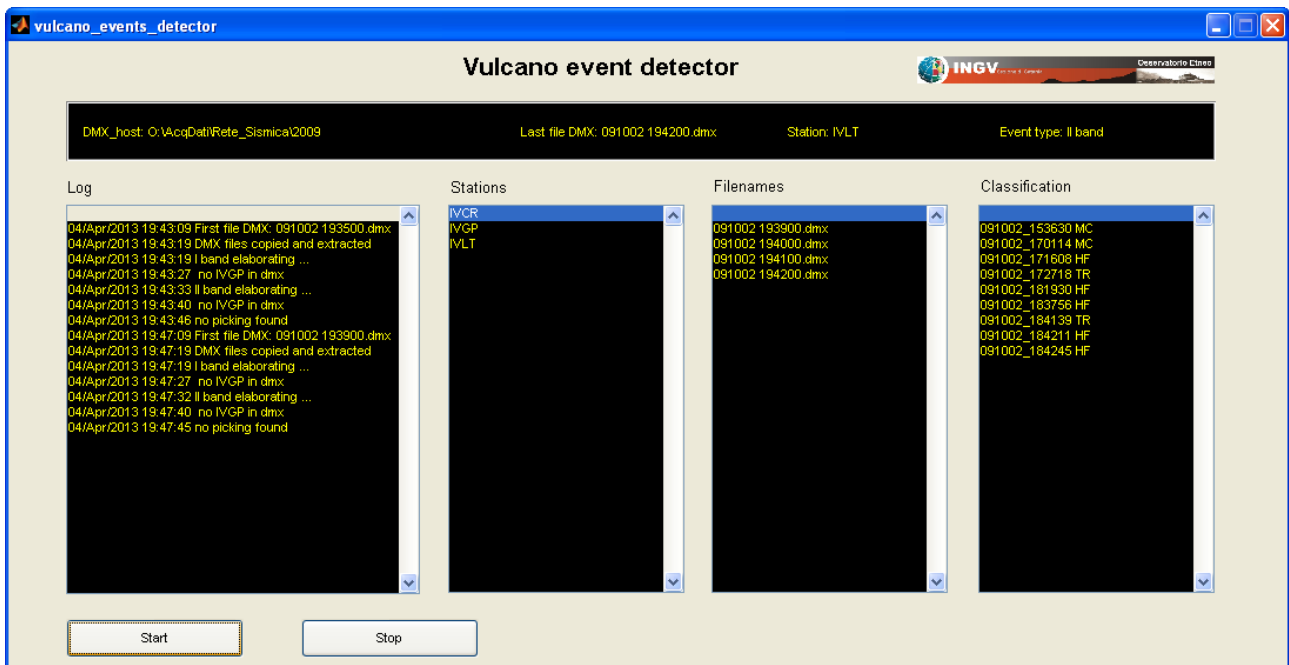 vulcano_events_detector
Vulcano event detector
INGV
Osservatorio Etneo
DMX_host: O:\AcqDati\Rete_Sismica\2009
Last file DMX: 091002 194200.dmx
Station: IVLT
Event type: II band
Log
04/Apr/2013 19:43:09 First file DMX: 091002 193500.dmx
04/Apr/2013 19:43:19 DMX files copied and extracted
04/Apr/2013 19:43:19 I band elaborating ...
04/Apr/2013 19:43:27  no IVGP in dmx
04/Apr/2013 19:43:33 II band elaborating ...
04/Apr/2013 19:43:40  no IVGP in dmx
04/Apr/2013 19:43:46 no picking found
04/Apr/2013 19:47:09 First file DMX: 091002 193900.dmx
04/Apr/2013 19:47:19 DMX files copied and extracted
04/Apr/2013 19:47:19 I band elaborating ...
04/Apr/2013 19:47:27  no IVGP in dmx
04/Apr/2013 19:47:32 II band elaborating ...
04/Apr/2013 19:47:40  no IVGP in dmx
04/Apr/2013 19:47:45 no picking found
Stations
IVCR
IVGP
IVLT
Filenames
091002 193900.dmx
091002 194000.dmx
091002 194100.dmx
091002 194200.dmx
Classification
091002_153630 MC
091002_170114 MC
091002_171608 HF
091002_172718 TR
091002_181930 HF
091002_183756 HF
091002_184139 TR
091002_184211 HF
091002_184245 HF
Start
Stop